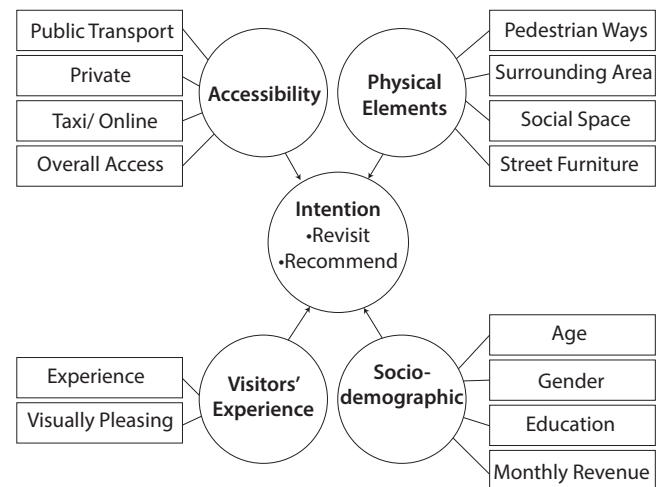 Public Transport
Private
Taxi/ Online
Overall Access
Accessibility
Physical
Elements
Pedestrian Ways
Surrounding Area
Social Space
Street Furniture
Intention
•Revisit
•Recommend
Experience
Visually Pleasing
Visitors'
Experience
Socio-
demographic
Age
Gender
Education
Monthly Revenue